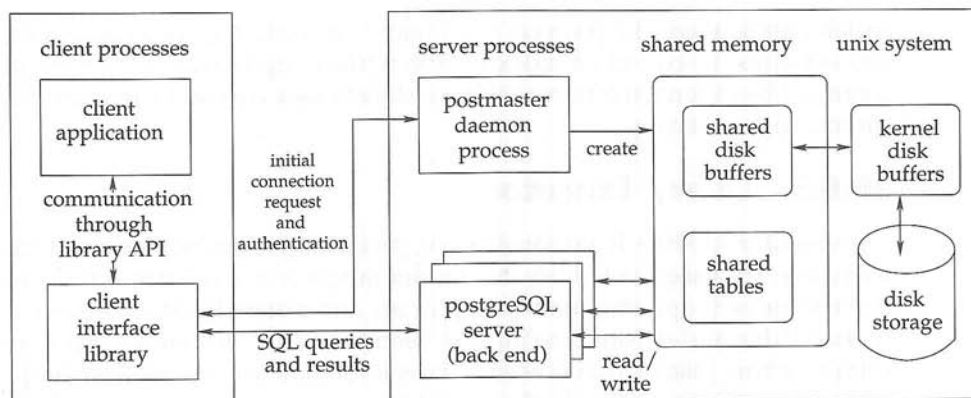 client processes
client
application
communication
through
library API
client
interface
library
initial
connection
request
and
authentication
SQL queries
and results
server processes
postmaster
daemon
process
create
postgreSQL
server
(back end)
read/
write
shared memory
shared
disk
buffers
shared
tables
unix system
kernel
disk
buffers
disk
storage